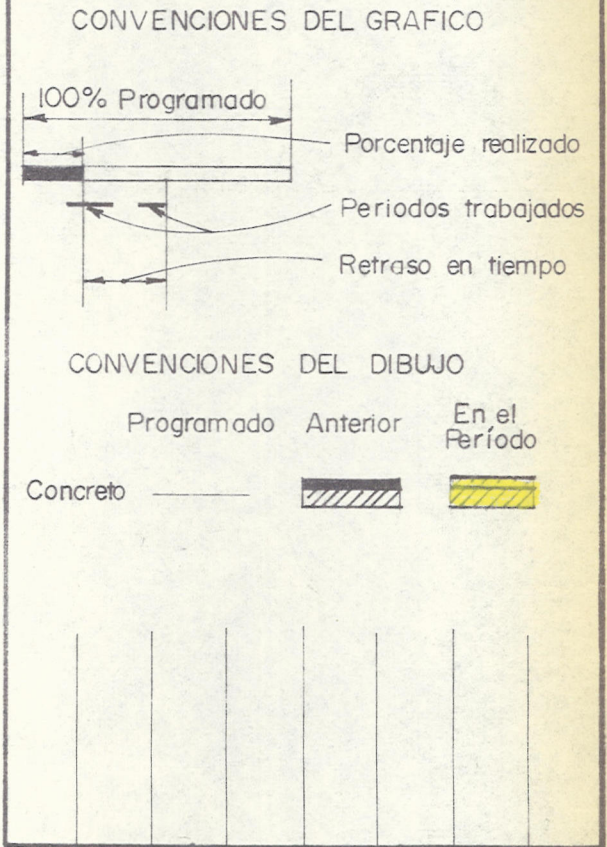 CONVENCIONES DEL GRAFICO
100% Programado
Porcentaje realizado
Periodos trabajados
Retraso en tiempo
CONVENCIONES DEL DIBUJO
Programado Anterior En el
Período
Concreto